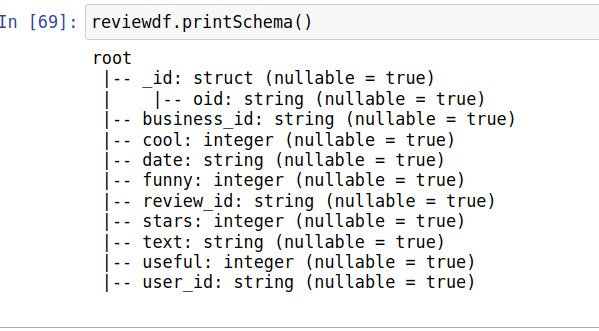 In [69]: reviewdf.printSchema()
root
 |-- _id: struct (nullable = true)
 |    |-- oid: string (nullable = true)
 |-- business_id: string (nullable = true)
 |-- cool: integer (nullable = true)
 |-- date: string (nullable = true)
 |-- funny: integer (nullable = true)
 |-- review_id: string (nullable = true)
 |-- stars: integer (nullable = true)
 |-- text: string (nullable = true)
 |-- useful: integer (nullable = true)
 |-- user_id: string (nullable = true)